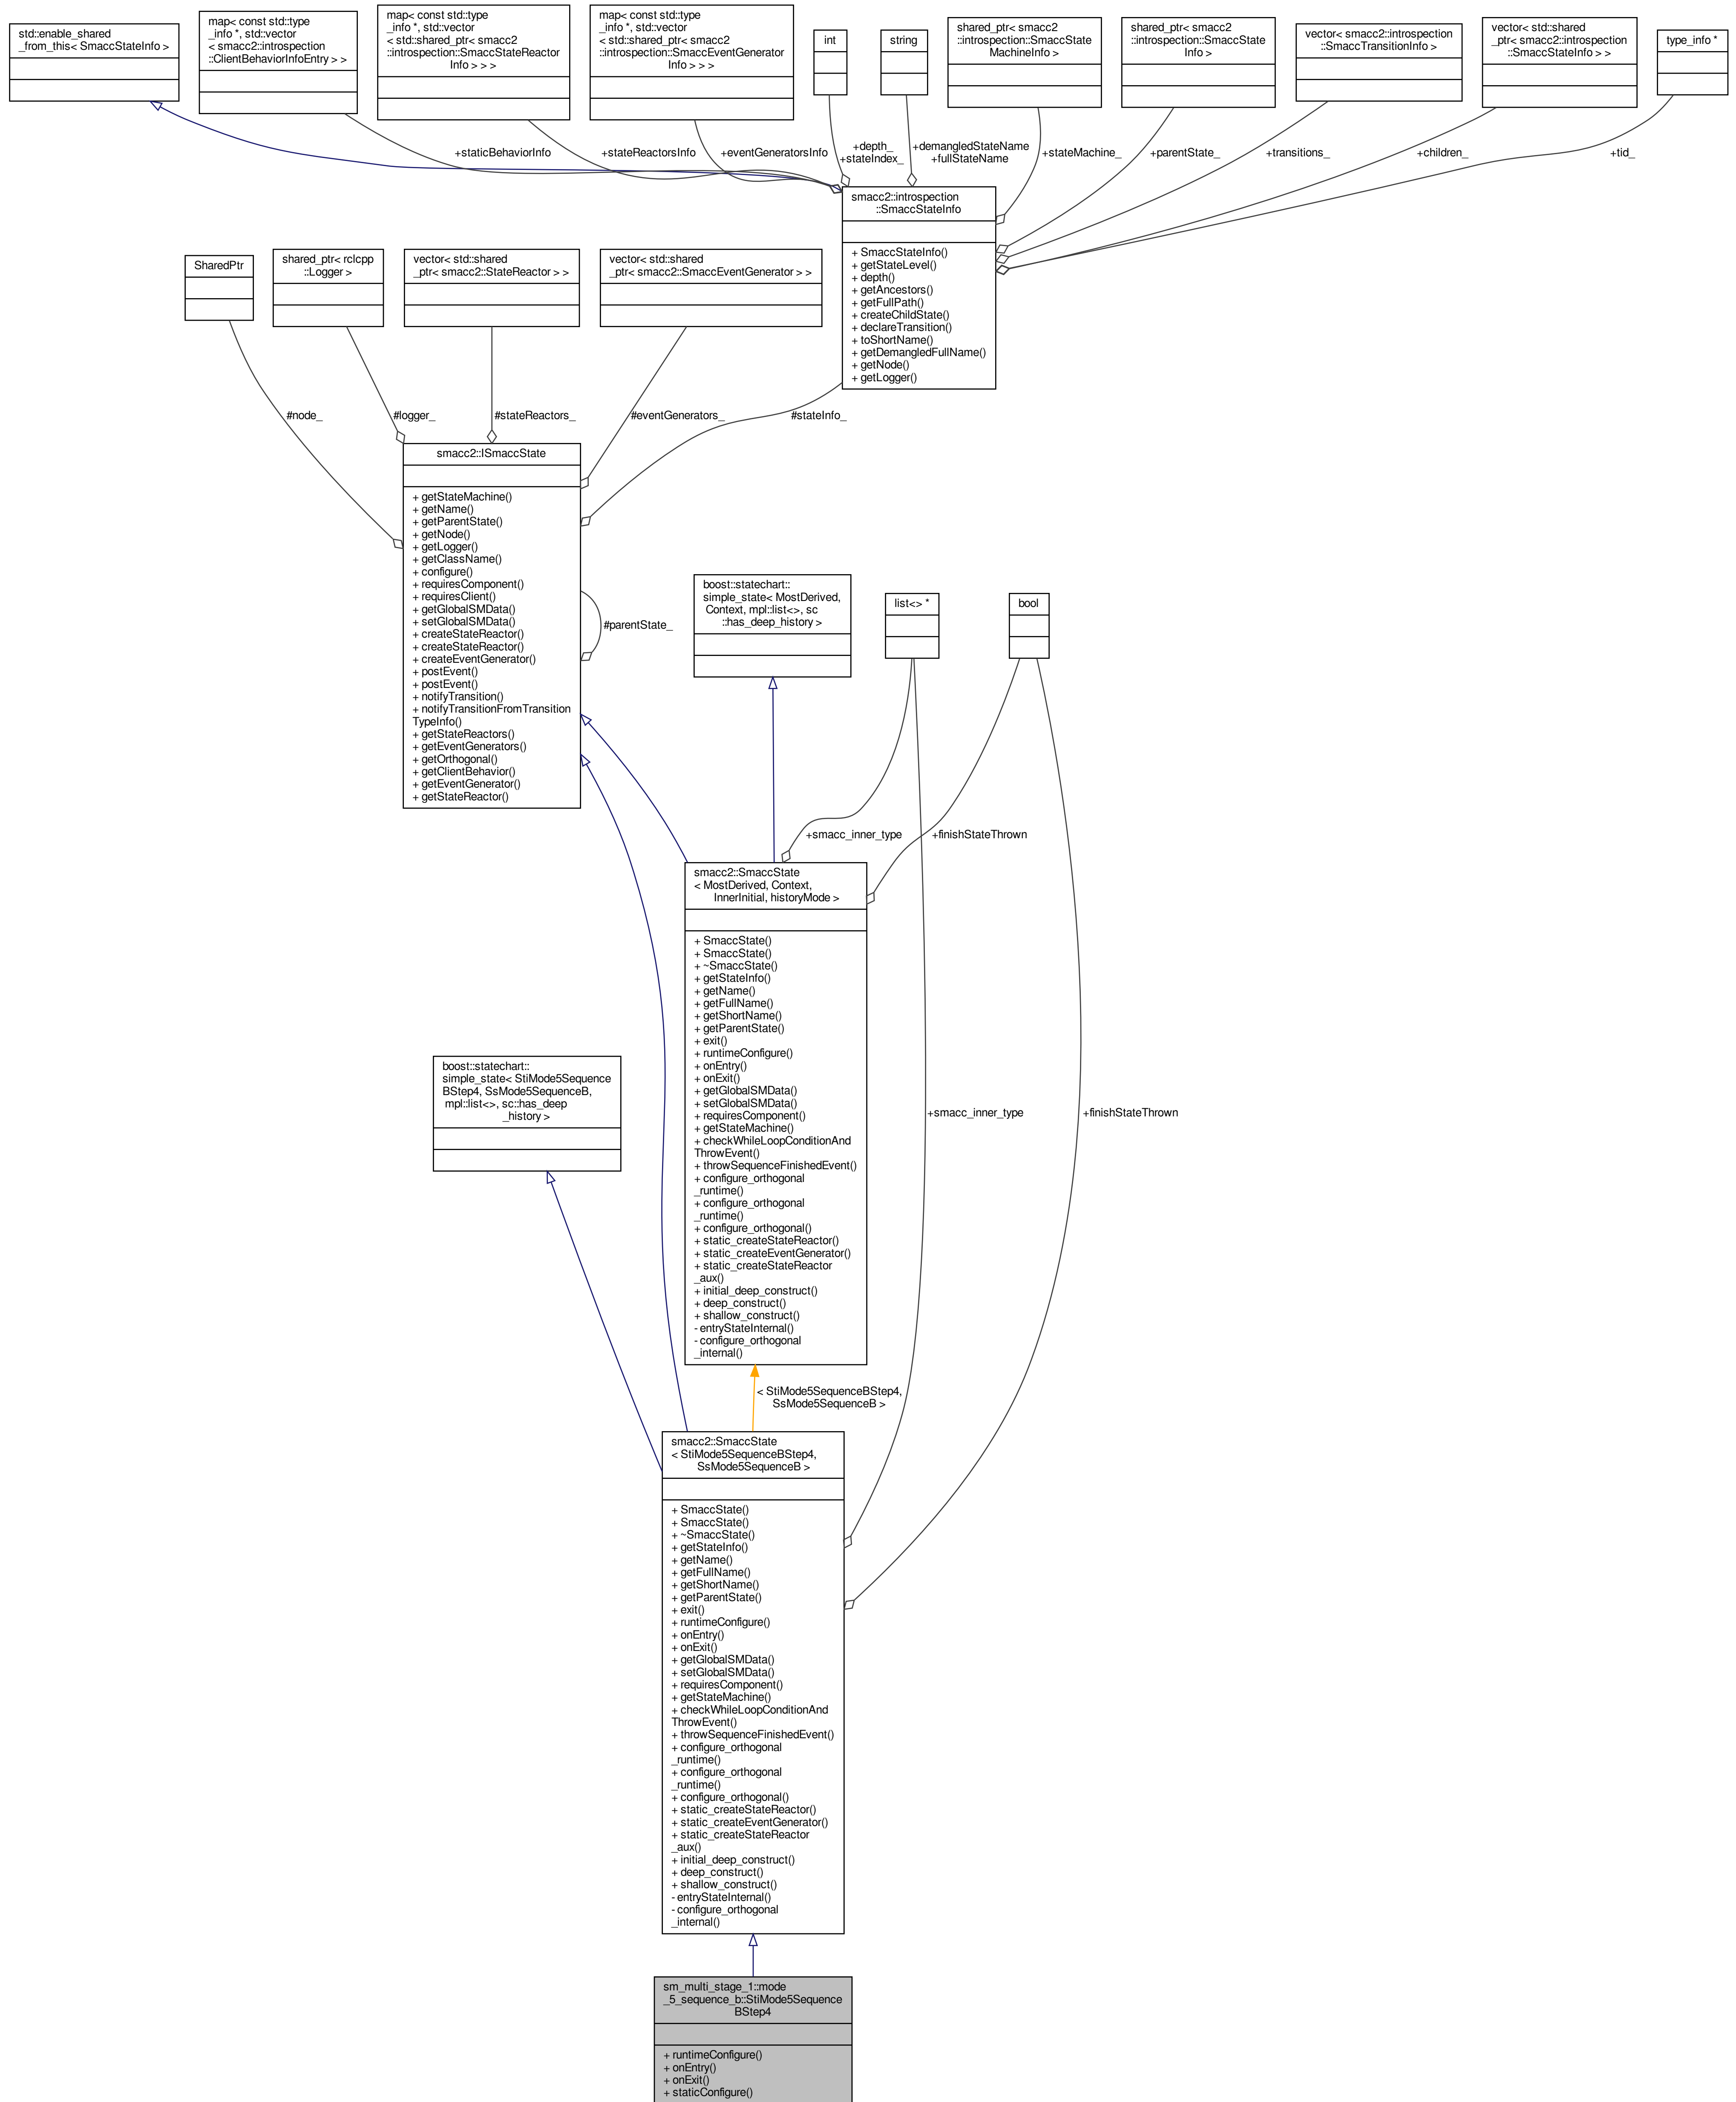 std::enable_shared
_from_this< SmaccStateInfo >
map< const std::type
_info *, std::vector
< smacc2::introspection
::ClientBehaviorInfoEntry > >
map< const std::type
_info *, std::vector
< std::shared_ptr< smacc2
::introspection::SmaccStateReactor
Info > > >
map< const std::type
_info *, std::vector
< std::shared_ptr< smacc2
::introspection::SmaccEventGenerator
Info > > >
int
string
shared_ptr< smacc2
::introspection::SmaccState
MachineInfo >
shared_ptr< smacc2
::introspection::SmaccState
Info >
vector< smacc2::introspection
::SmaccTransitionInfo >
vector< std::shared
_ptr< smacc2::introspection
::SmaccStateInfo > >
type_info *
+staticBehaviorInfo
+stateReactorsInfo
+eventGeneratorsInfo
+depth_
+stateIndex_
+demangledStateName
+fullStateName
+stateMachine_
+parentState_
+transitions_
+children_
+tid_
smacc2::introspection
::SmaccStateInfo
+ SmaccStateInfo()
+ getStateLevel()
+ depth()
+ getAncestors()
+ getFullPath()
+ createChildState()
+ declareTransition()
+ toShortName()
+ getDemangledFullName()
+ getNode()
+ getLogger()
SharedPtr
shared_ptr< rclcpp
::Logger >
vector< std::shared
_ptr< smacc2::StateReactor > >
vector< std::shared
_ptr< smacc2::SmaccEventGenerator > >
#node_
#logger_
#stateReactors_
#eventGenerators_
#stateInfo_
smacc2::ISmaccState
+ getStateMachine()
+ getName()
+ getParentState()
+ getNode()
+ getLogger()
+ getClassName()
+ configure()
+ requiresComponent()
+ requiresClient()
+ getGlobalSMData()
+ setGlobalSMData()
+ createStateReactor()
+ createStateReactor()
+ createEventGenerator()
+ postEvent()
+ postEvent()
+ notifyTransition()
+ notifyTransitionFromTransition
TypeInfo()
+ getStateReactors()
+ getEventGenerators()
+ getOrthogonal()
+ getClientBehavior()
+ getEventGenerator()
+ getStateReactor()
#parentState_
boost::statechart::
simple_state< MostDerived,
Context, mpl::list<>, sc
::has_deep_history >
list<> *
bool
+smacc_inner_type
+finishStateThrown
smacc2::SmaccState
< MostDerived, Context,
InnerInitial, historyMode >
+ SmaccState()
+ SmaccState()
+ ~SmaccState()
+ getStateInfo()
+ getName()
+ getFullName()
+ getShortName()
+ getParentState()
+ exit()
+ runtimeConfigure()
+ onEntry()
+ onExit()
+ getGlobalSMData()
+ setGlobalSMData()
+ requiresComponent()
+ getStateMachine()
+ checkWhileLoopConditionAnd
ThrowEvent()
+ throwSequenceFinishedEvent()
+ configure_orthogonal
_runtime()
+ configure_orthogonal
_runtime()
+ configure_orthogonal()
+ static_createStateReactor()
+ static_createEventGenerator()
+ static_createStateReactor
_aux()
+ initial_deep_construct()
+ deep_construct()
+ shallow_construct()
- entryStateInternal()
- configure_orthogonal
_internal()
boost::statechart::
simple_state< StiMode5Sequence
BStep4, SsMode5SequenceB,
mpl::list<>, sc::has_deep
_history >
+smacc_inner_type
+finishStateThrown
< StiMode5SequenceBStep4,
SsMode5SequenceB >
smacc2::SmaccState
< StiMode5SequenceBStep4,
SsMode5SequenceB >
+ SmaccState()
+ SmaccState()
+ ~SmaccState()
+ getStateInfo()
+ getName()
+ getFullName()
+ getShortName()
+ getParentState()
+ exit()
+ runtimeConfigure()
+ onEntry()
+ onExit()
+ getGlobalSMData()
+ setGlobalSMData()
+ requiresComponent()
+ getStateMachine()
+ checkWhileLoopConditionAnd
ThrowEvent()
+ throwSequenceFinishedEvent()
+ configure_orthogonal
_runtime()
+ configure_orthogonal
_runtime()
+ configure_orthogonal()
+ static_createStateReactor()
+ static_createEventGenerator()
+ static_createStateReactor
_aux()
+ initial_deep_construct()
+ deep_construct()
+ shallow_construct()
- entryStateInternal()
- configure_orthogonal
_internal()
sm_multi_stage_1::mode
_5_sequence_b::StiMode5Sequence
BStep4
+ runtimeConfigure()
+ onEntry()
+ onExit()
+ staticConfigure()